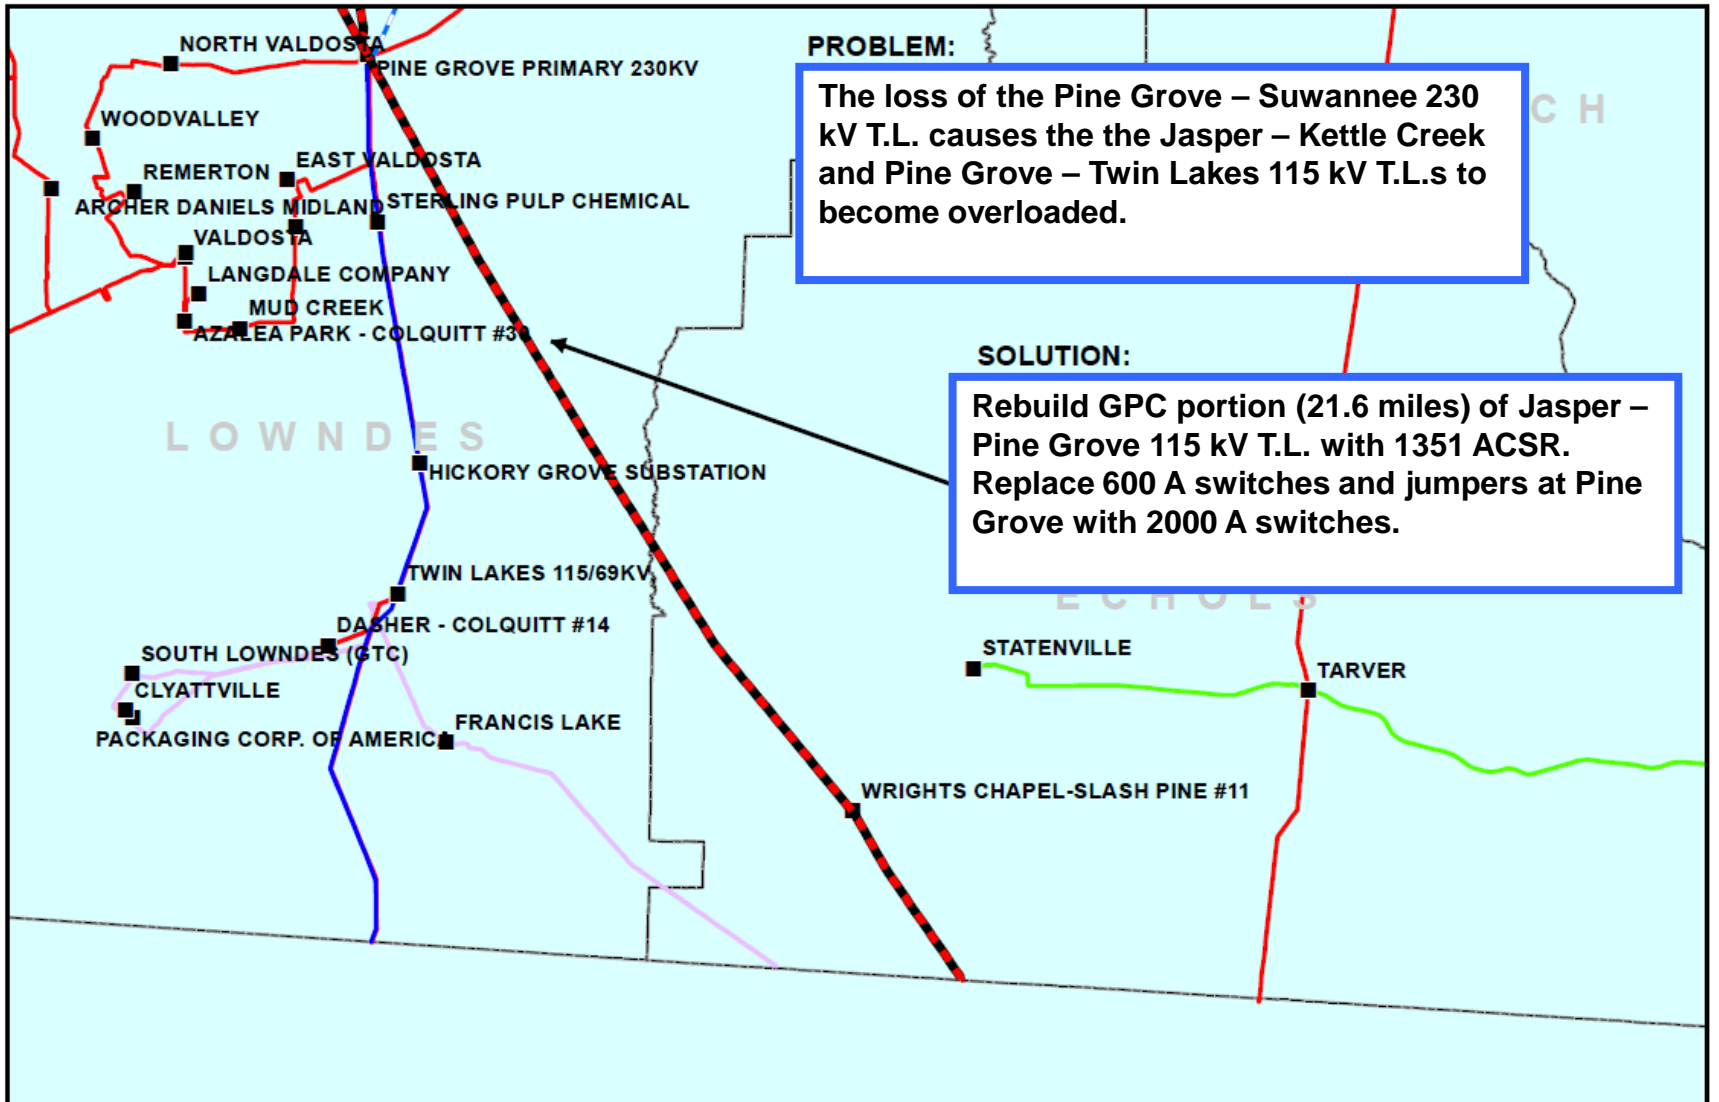 NORTH VALDOSTA
PINE GROVE PRIMARY 230KV
PROBLEM:
The loss of the Pine Grove – Suwannee 230
kV T.L. causes the the Jasper – Kettle Creek
and Pine Grove – Twin Lakes 115 kV T.L.s to
become overloaded.
CH
WOODVALLEY
EAST VALDOSTA
REMERTON
ARCHER DANIELS MIDLAND
STERLING PULP CHEMICAL
VALDOSTA
LANGDALE COMPANY
MUD CREEK
AZALEA PARK - COLQUITT #30
SOLUTION:
Rebuild GPC portion (21.6 miles) of Jasper –
Pine Grove 115 kV T.L. with 1351 ACSR.
Replace 600 A switches and jumpers at Pine
Grove with 2000 A switches.
LOWNDES
HICKORY GROVE SUBSTATION
TWIN LAKES 115/69KV
ECHOLS
DASHER - COLQUITT #14
SOUTH LOWNDES (GTC)
STATENVILLE
TARVER
CLYATTVILLE
FRANCIS LAKE
PACKAGING CORP. OF AMERICA
WRIGHTS CHAPEL-SLASH PINE #11